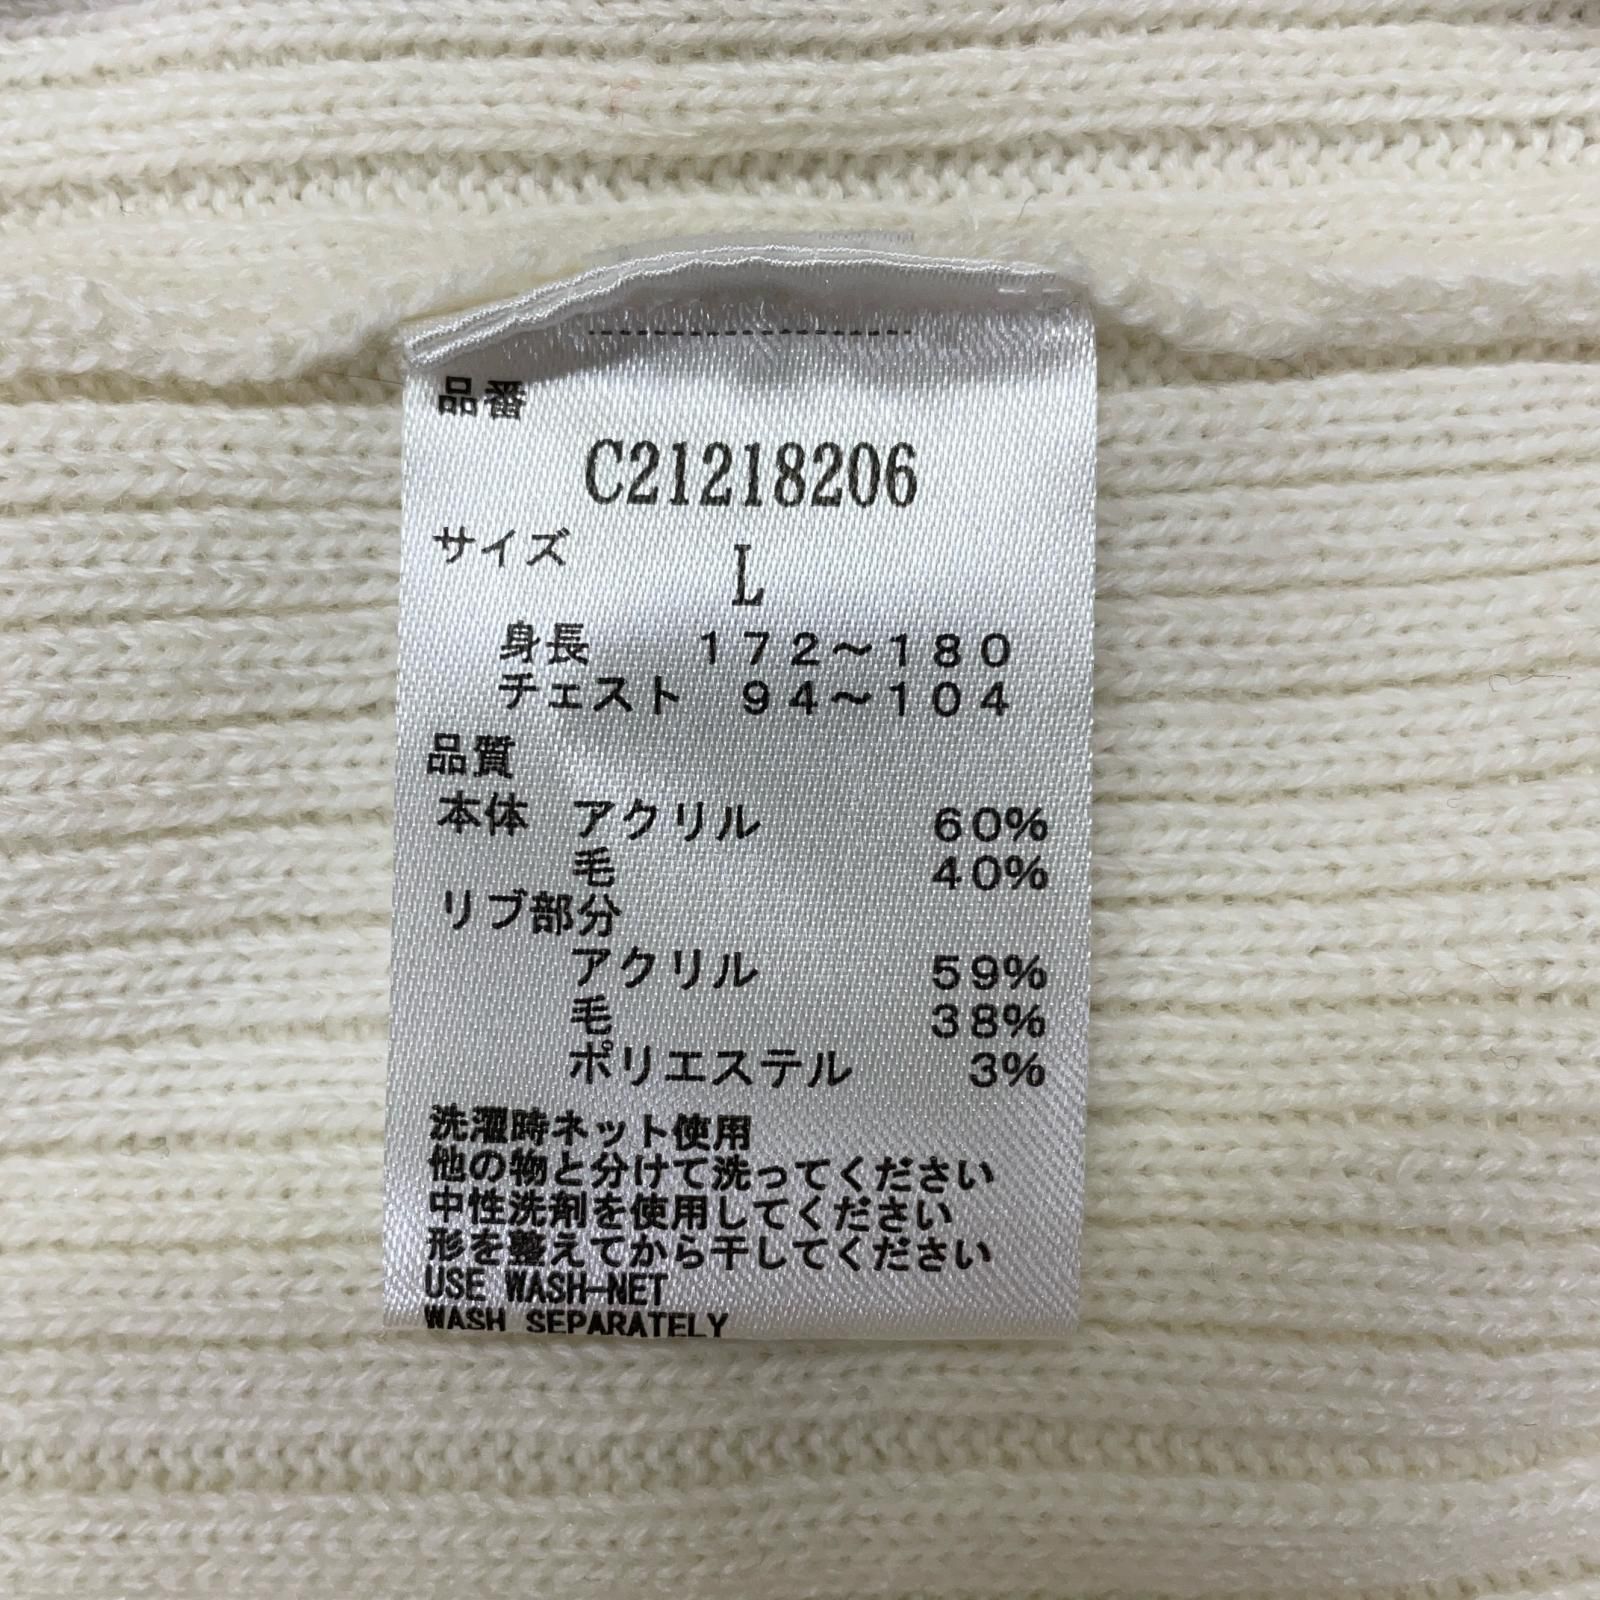 品番
C21218206
サイズ L
身長 172～180
チェスト 94～104
品質
本体 アクリル 60%
毛 40%
リブ部分
アクリル 59%
毛 38%
ポリエステル 3%
洗濯時ネット使用
他の物と分けて洗ってください
中性洗剤を使用してください
形を整えてから干してください
USE WASH-NET
WASH SEPARATELY